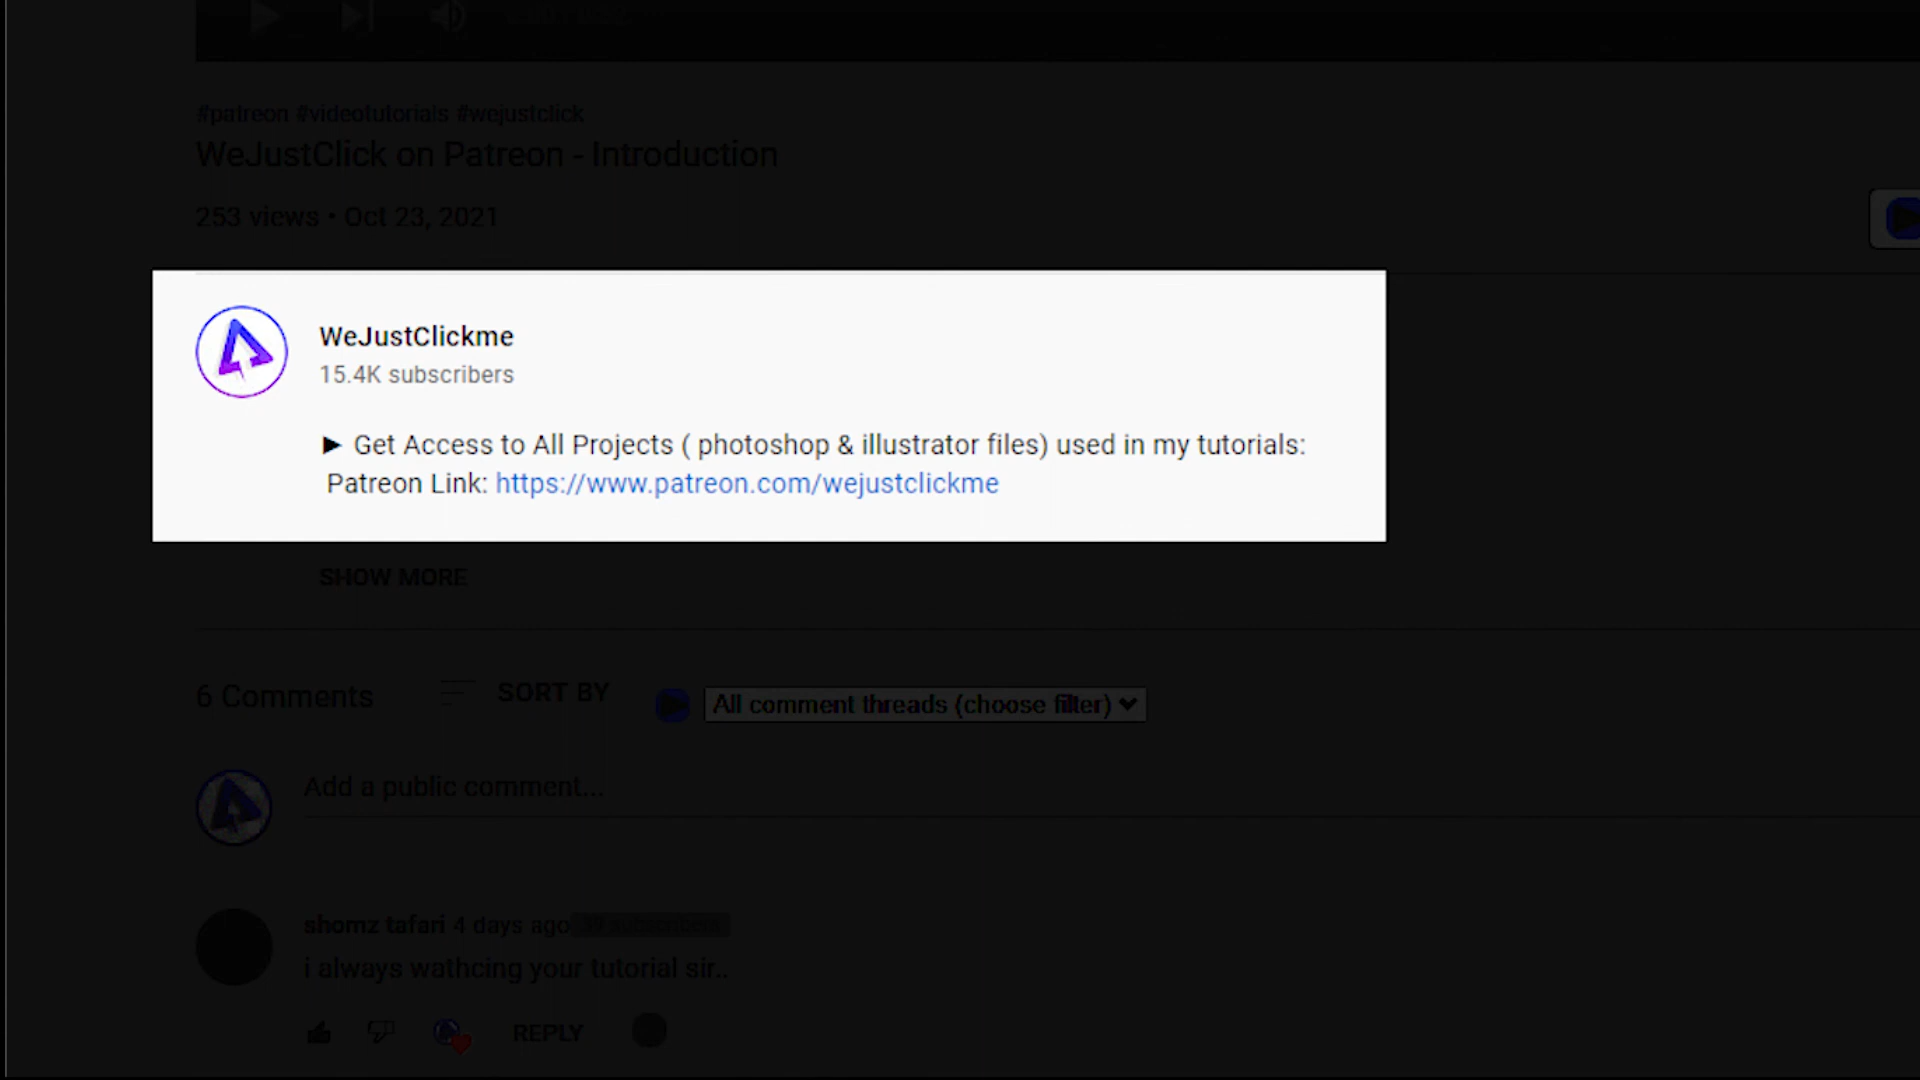 #patreon #videotutorials #wejustclick
WeJustClick on Patreon - Introduction
253 views • Oct 23, 2021
WeJustClickme
15.4K subscribers
► Get Access to All Projects ( photoshop & illustrator files) used in my tutorials:
Patreon Link: https://www.patreon.com/wejustclickme
SHOW MORE
6 Comments
SORT BY
All comment threads (choose filter)
Add a public comment...
shomz tafari 4 days ago
i always wathcing your tutorial sir..
REPLY